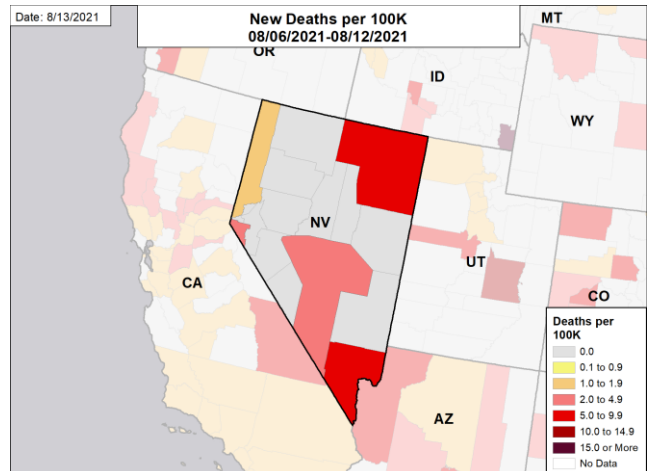 Date: 8/13/2021
New Deaths per 100K
08/06/2021-08/12/2021
MT
OR
ID
WY
NV
UT
CA
CO
AZ
Deaths per
100K
0.0
0.1 to 0.9
1.0 to 1.9
2.0 to 4.9
5.0 to 9.9
10.0 to 14.9
15.0 or More
No Data